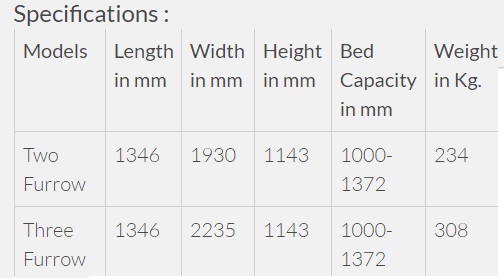 Specifications :
Models Length in mm Width in mm Height in mm Bed Capacity in mm Weight in Kg.
Two Furrow 1346 1930 1143 1000-1372 234
Three Furrow 1346 2235 1143 1000-1372 308